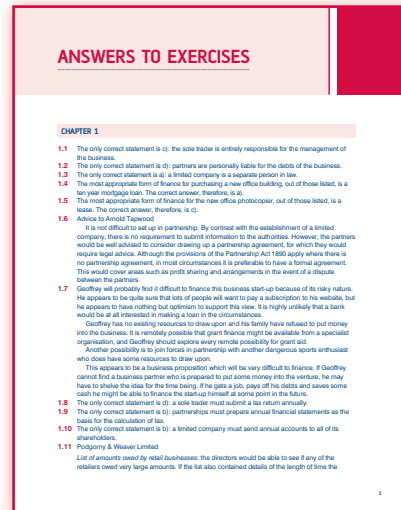 ANSWERS TO EXERCISES
CHAPTER 1
1.1 The only correct statement is c): the sole trader is entirely responsible for the management of
the business.
1.2 The only correct statement is d): partners are personally liable for the debts of the business.
1.3 The only correct statement is a): a limited company is a separate person in law.
1.4 The most appropriate form of finance for purchasing a new office building, out of those listed, is a
ten year mortgage loan. The correct answer, therefore, is a).
1.5 The most appropriate form of finance for the new office photocopier, out of those listed, is a
lease. The correct answer, therefore, is c).
1.6 Advice to Arnold Tapwood
It is not difficult to set up in partnership. By contrast with the establishment of a limited
company, there is no requirement to submit information to the authorities. However, the partners
would be well advised to consider drawing up a partnership agreement, for which they would
require legal advice. Although the provisions of the Partnership Act 1890 apply where there is
no partnership agreement, in most circumstances it is preferable to have a formal agreement.
This would cover areas such as profit sharing and arrangements in the event of a dispute
between the partners.
1.7 Geoffrey will probably find it difficult to finance this business start-up because of its risky nature.
He appears to be quite sure that lots of people will want to pay a subscription to his website, but
he appears to have nothing but optimism to support this view. It is highly unlikely that a bank
would be at all interested in making a loan in the circumstances.
Geoffrey has no existing resources to draw upon and his family have refused to put money
into the business. It is remotely possible that grant finance might be available from a specialist
organisation, and Geoffrey should explore every remote possibility for grant aid.
Another possibility is to join forces in partnership with another dangerous sports enthusiast
who does have some resources to draw upon.
This appears to be a business proposition which will be very difficult to finance. If Geoffrey
cannot find a business partner who is prepared to put some money into the venture, he may
have to shelve the idea for the time being. If he gets a job, pays off his debts and saves some
cash he might be able to finance the start-up himself at some point in the future.
1.8 The only correct statement is d): a sole trader must submit a tax return annually.
1.9 The only correct statement is b): partnerships must prepare annual financial statements as the
basis for the calculation of tax.
1.10 The only correct statement is b): a limited company must send annual accounts to all of its
shareholders.
1.11 Podgorny & Weaver Limited
List of amounts owed by retail businesses: the directors would be able to see if any of the
retailers owed very large amounts. If the list also contained details of the length of time the
1